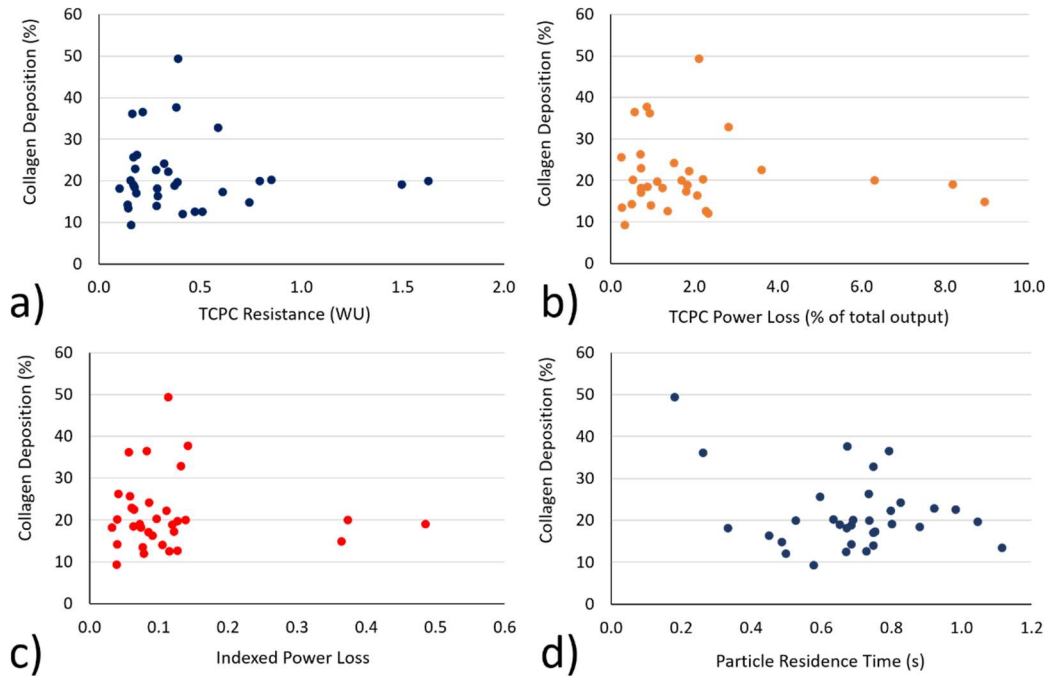 60
50
40
30
20
10
0
Collagen Deposition (%)
0.0 0.5 1.0 1.5 2.0
a)
TCPC Resistance (WU)
60
50
40
30
20
10
0
Collagen Deposition (%)
0.0 2.0 4.0 6.0 8.0 10.0
b)
TCPC Power Loss (% of total output)
60
50
40
30
20
10
0
Collagen Deposition (%)
0.0 0.1 0.2 0.3 0.4 0.5 0.6
c)
Indexed Power Loss
60
50
40
30
20
10
0
Collagen Deposition (%)
0 0.2 0.4 0.6 0.8 1.0 1.2
d)
Particle Residence Time (s)